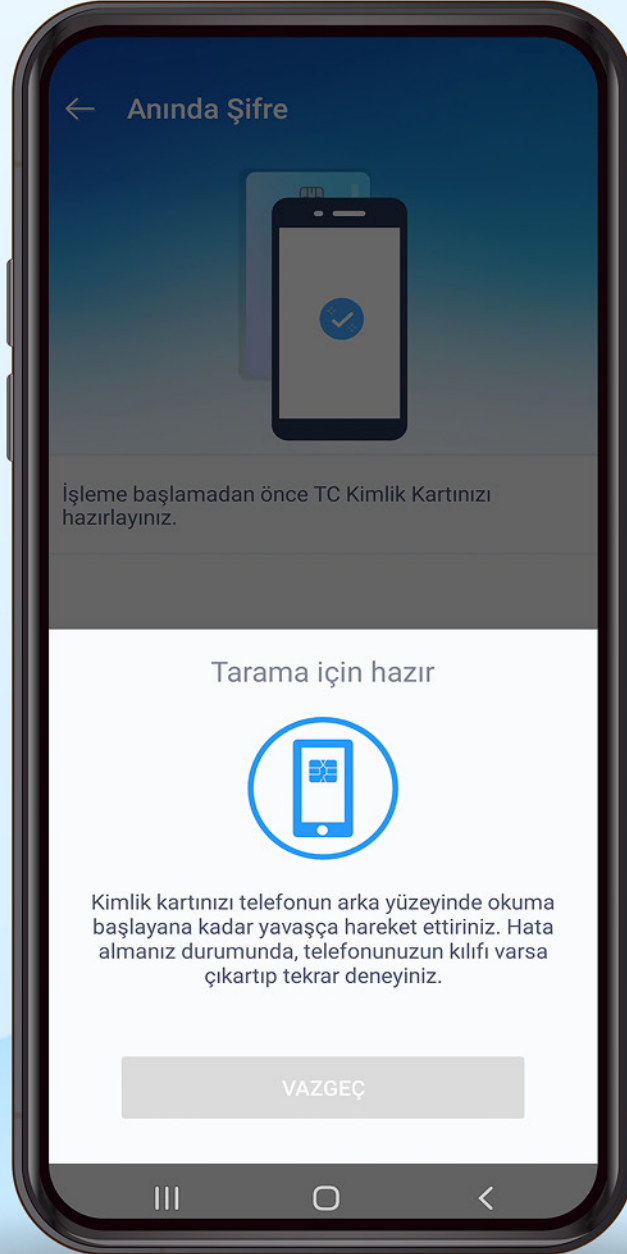 Anında Şifre
İşleme başlamadan önce TC Kimlik Kartınızı
hazırlayınız.
Tarama için hazır
Kimlik kartınızı telefonun arka yüzeyinde okuma
başlayana kadar yavaşça hareket ettiriniz. Hata
almanız durumunda, telefonunuzun kılıfı varsa
çıkartıp tekrar deneyiniz.
VAZGEÇ